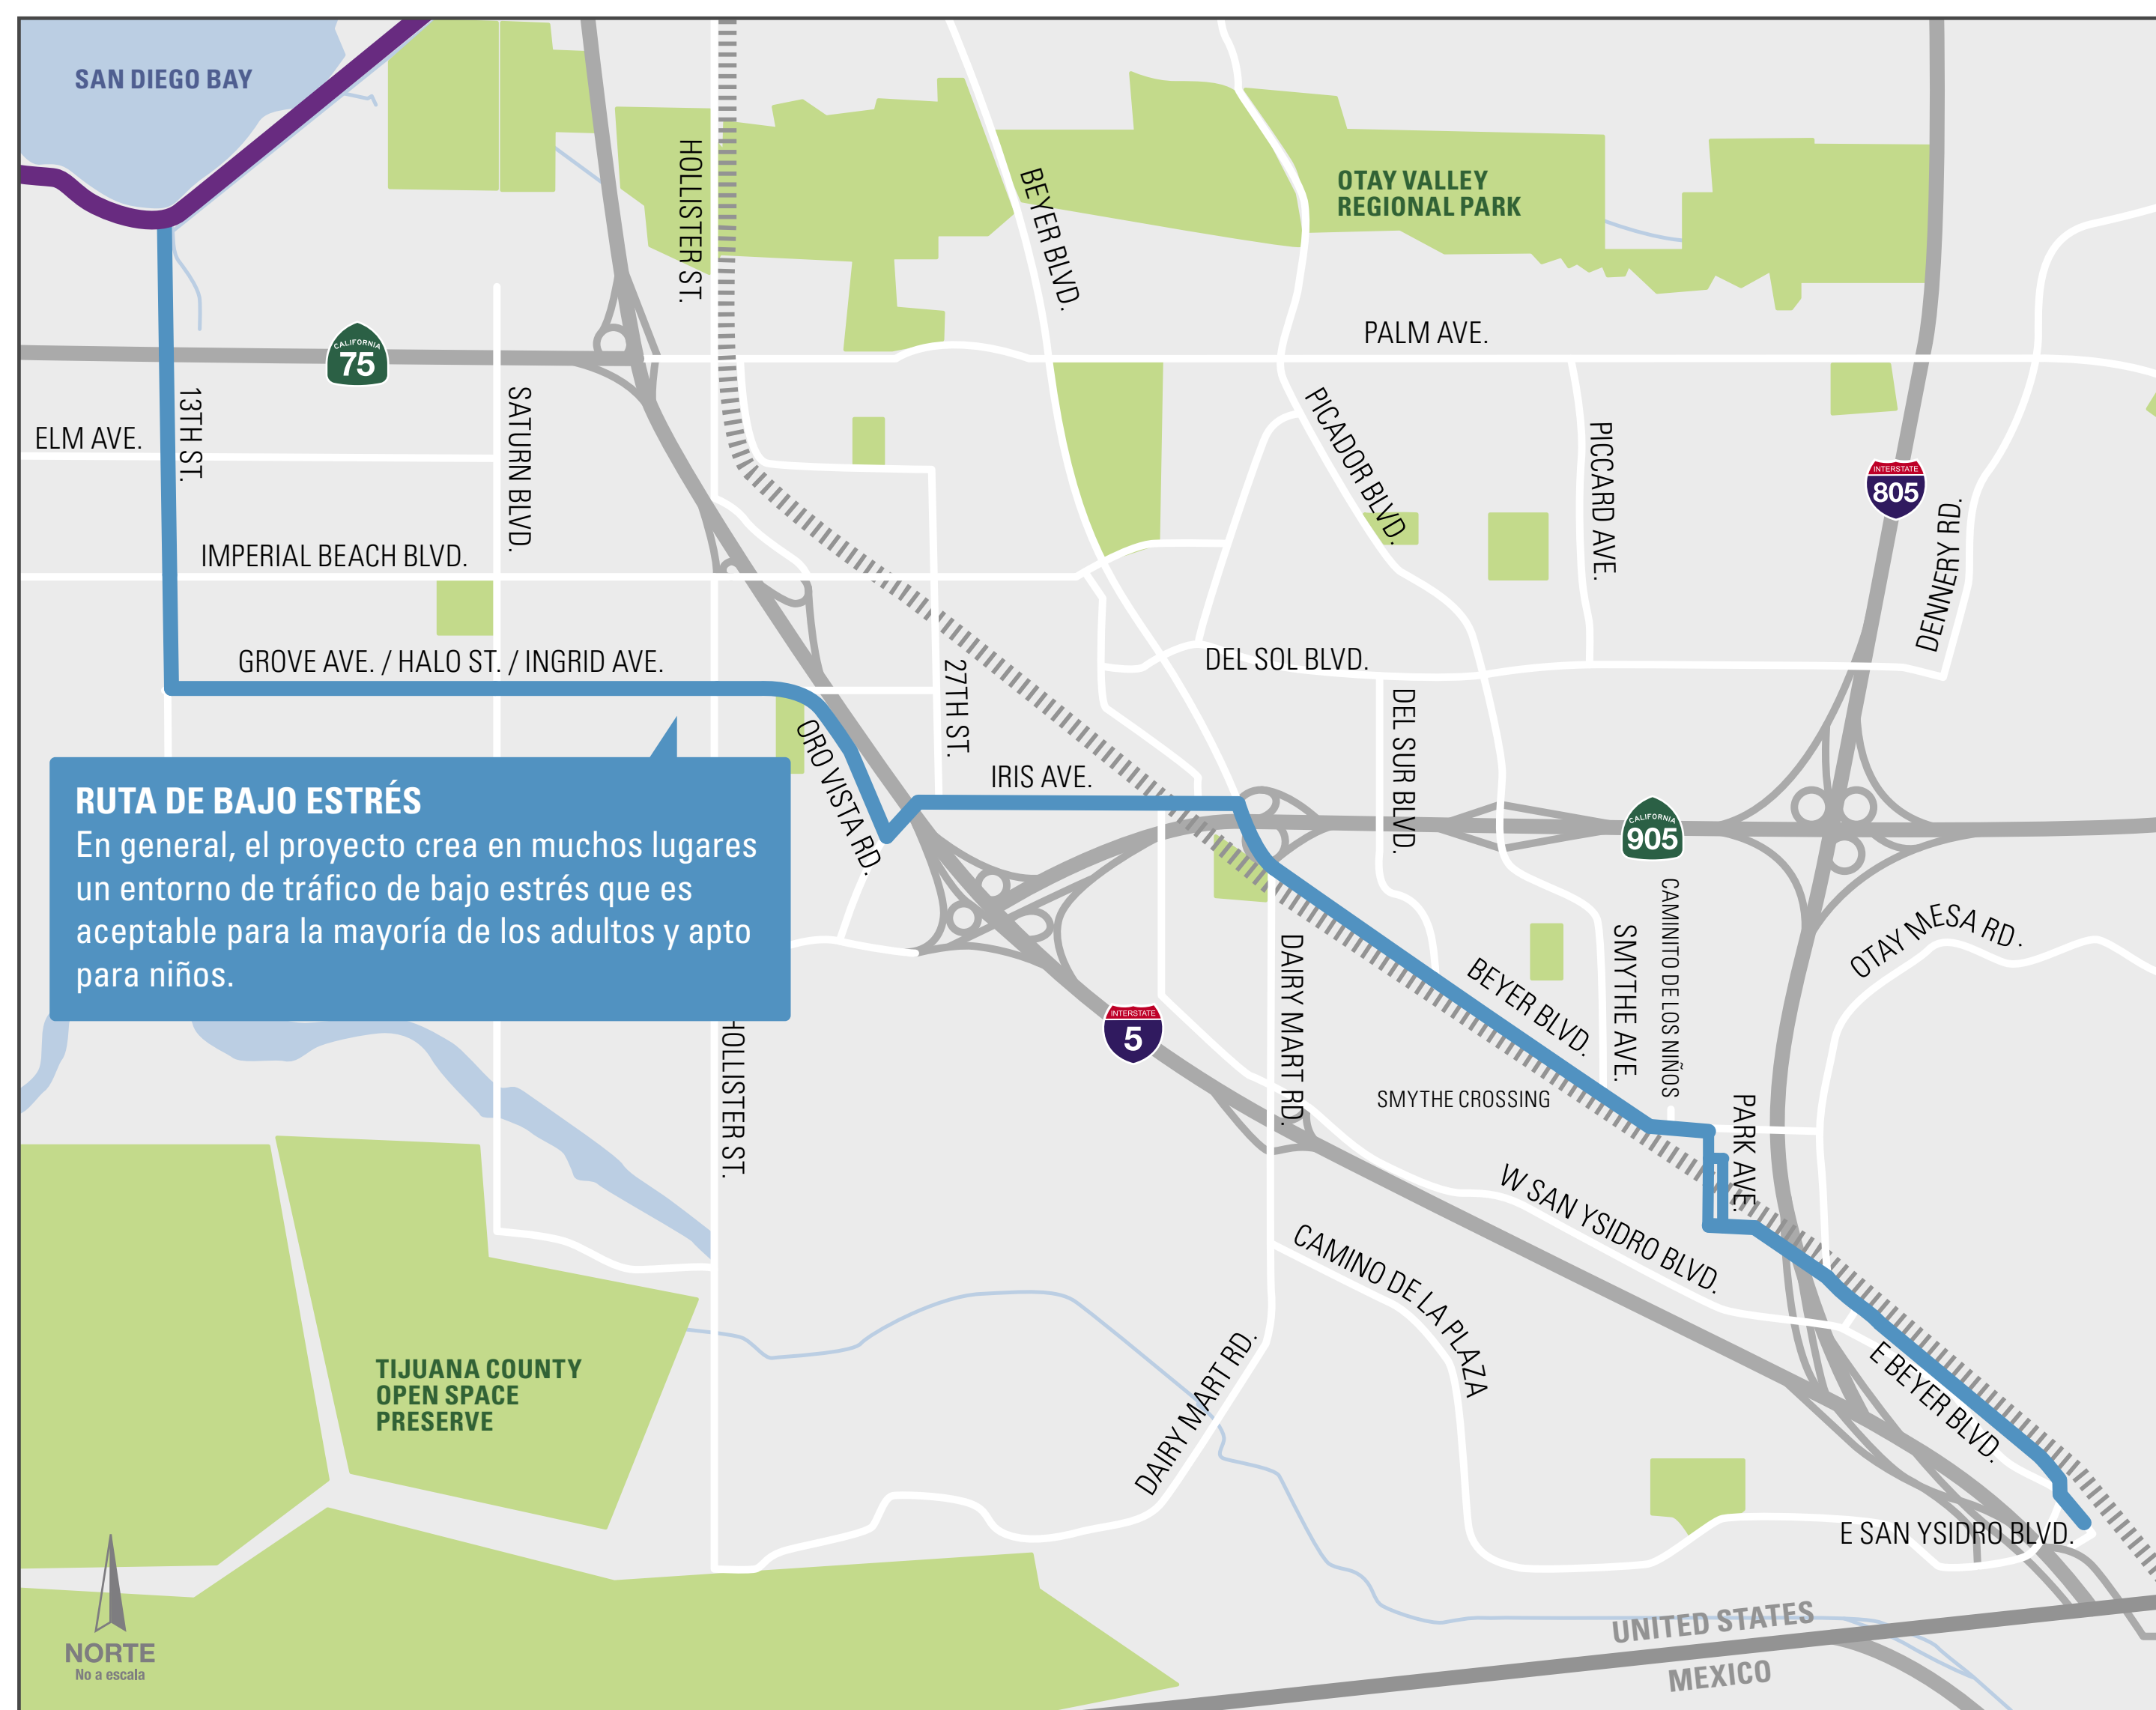 SAN DIEGO BAY
HOLLISTER ST.
BEYER BLVD.
OTAY VALLEY
REGIONAL PARK
PALM AVE.
CALIFORNIA
75
13TH ST.
ELM AVE.
SATURN BLVD.
PICADOR BLVD.
PICCARD AVE.
INTERSTATE
805
DENNERY RD.
IMPERIAL BEACH BLVD.
GROVE AVE. / HALO ST. / INGRID AVE.
27TH ST.
DEL SOL BLVD.
DEL SUR BLVD.
ORO VISTA RD.
IRIS AVE.
CALIFORNIA
905
RUTA DE BAJO ESTRÉS
En general, el proyecto crea en muchos lugares
un entorno de tráfico de bajo estrés que es
aceptable para la mayoría de los adultos y apto
para niños.
CAMINITO DE LOS NIÑOS
OTAY MESA RD.
SMYTHE AVE.
DAIRY MART RD.
BEYER BLVD.
INTERSTATE
5
HOLLISTER ST.
SMYTHE CROSSING
PARK AVE.
W SAN YSIDRO BLVD.
CAMINO DE LA PLAZA
DAIRY MART RD.
E BEYER BLVD.
TIJUANA COUNTY
OPEN SPACE
PRESERVE
E SAN YSIDRO BLVD.
UNITED STATES
MEXICO
NORTE
No a escala